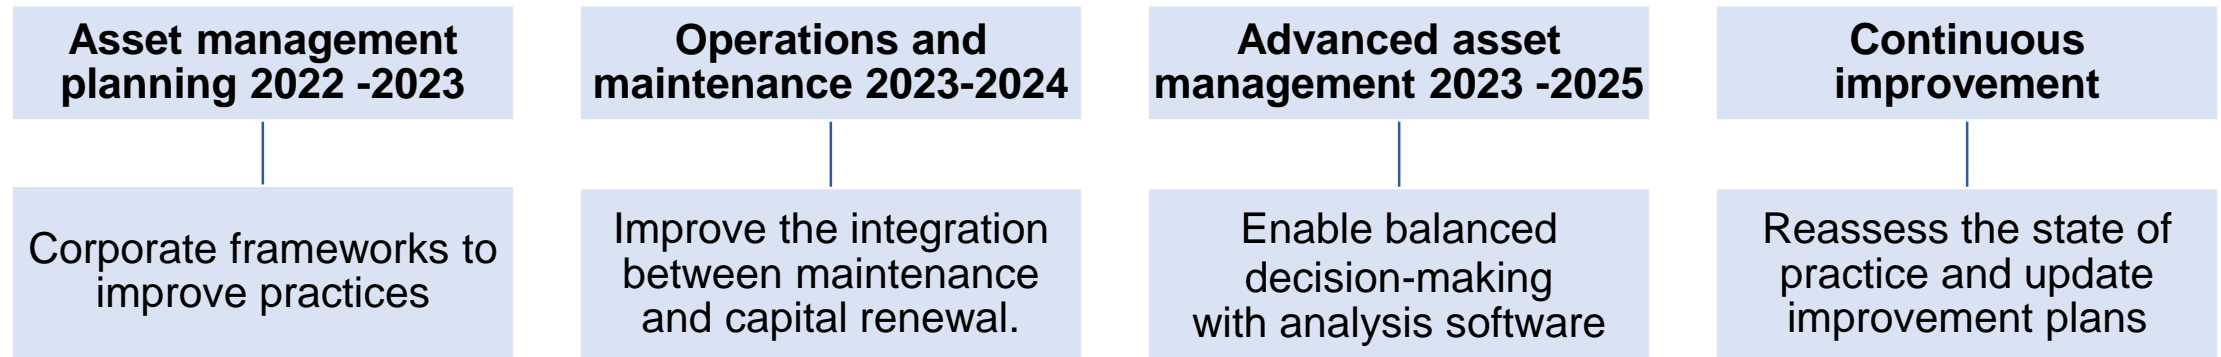 Asset management
planning 2022 -2023
Corporate frameworks to
improve practices
Operations and
maintenance 2023-2024
Improve the integration
between maintenance
and capital renewal.
Advanced asset
management 2023 -2025
Enable balanced
decision-making
with analysis software
Continuous
improvement
Reassess the state of
practice and update
improvement plans